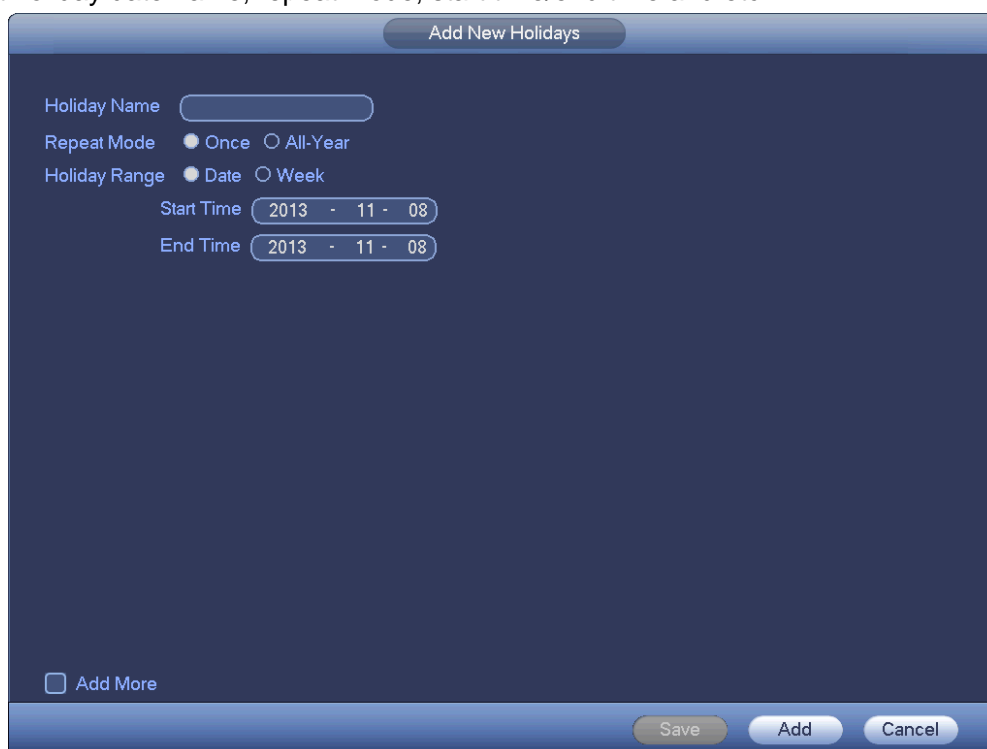 Add New Holidays
Holiday Name
Repeat Mode Once All-Year
Holiday Range Date Week
Start Time 2013 - 11 - 08
End Time 2013 - 11 - 08
Add More
Save Add Cancel